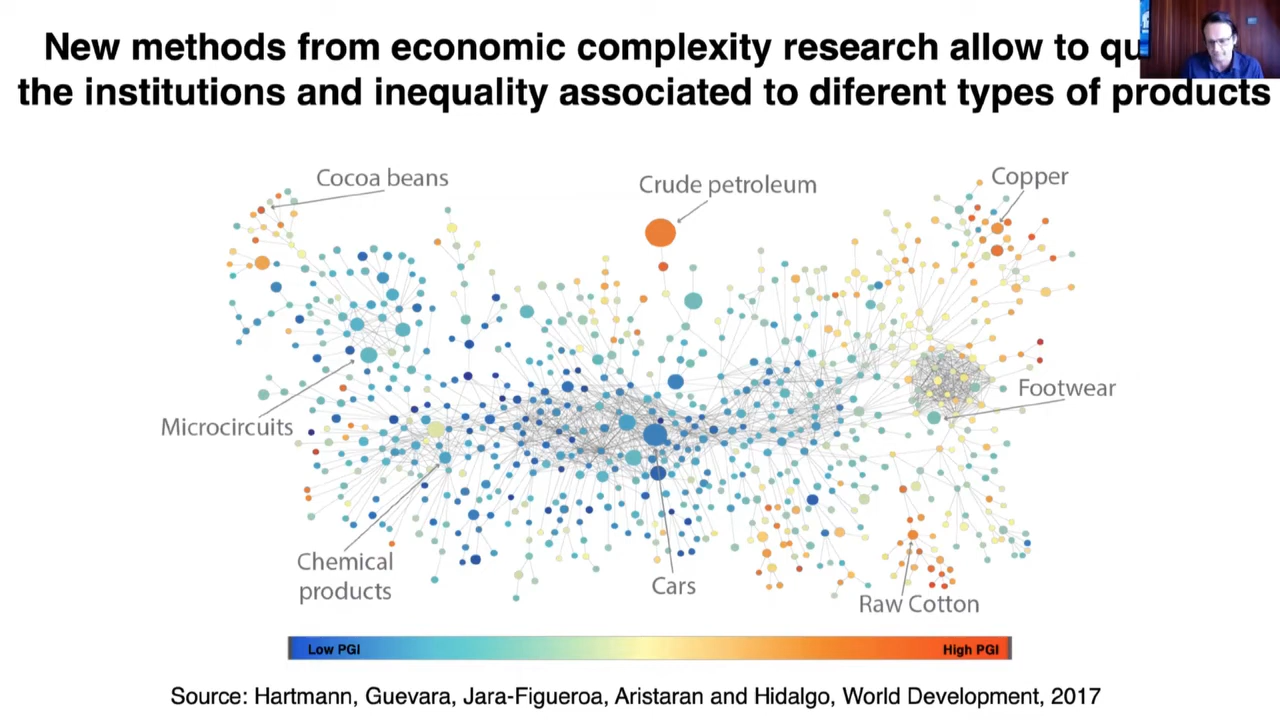 New methods from economic complexity research allow to qu
the institutions and inequality associated to diferent types of products
Cocoa beans
Crude petroleum
Copper
Microcircuits
Footwear
Chemical
products
Cars
Raw Cotton
Low PGI
High PGI
Source: Hartmann, Guevara, Jara-Figueroa, Aristaran and Hidalgo, World Development, 2017